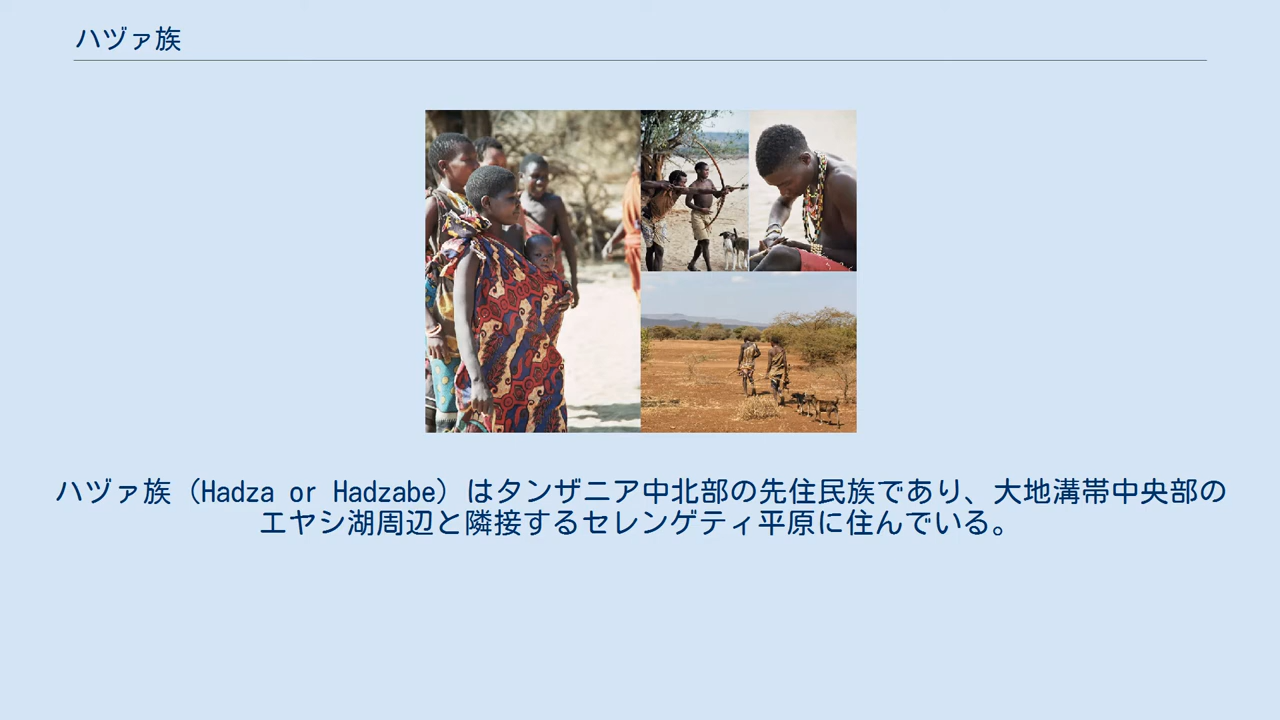 ハヅァ族
ハヅァ族（Hadza or Hadzabe）はタンザニア中北部の先住民族であり、大地溝帯中央部の
エヤシ湖周辺と隣接するセレンゲティ平原に住んでいる。